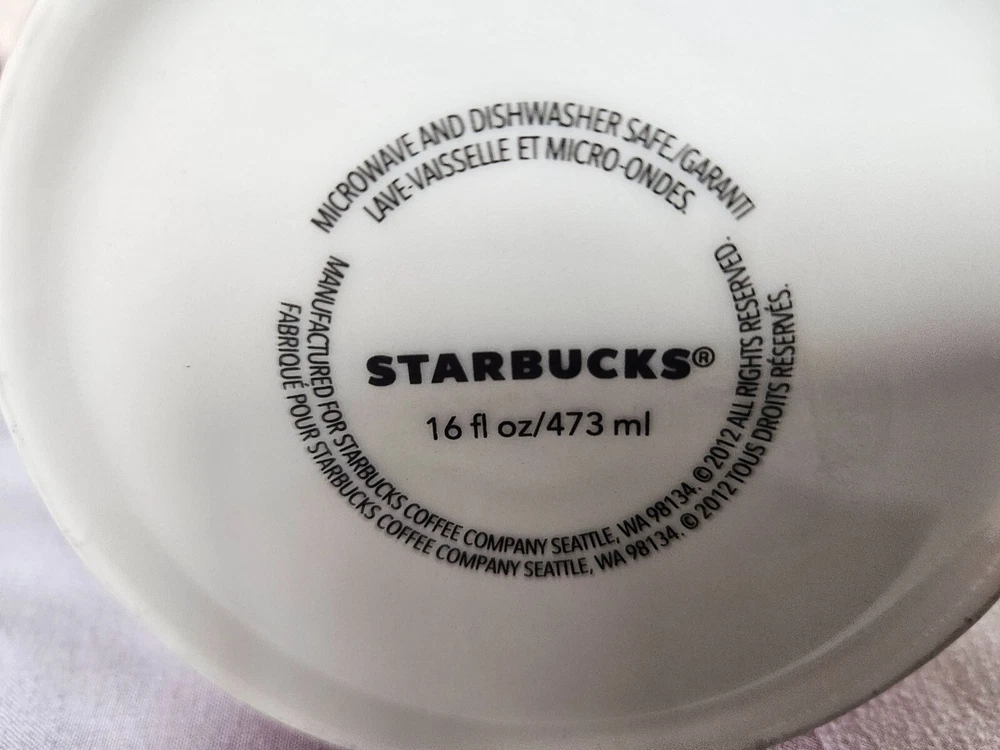 MICROWAVE AND DISHWASHER SAFE/GARANTI
LAVE-VAISSELLE ET MICRO-ONDES.
STARBUCKS®
16 fl oz/473 ml
MANUFACTURED FOR STARBUCKS COFFEE COMPANY SEATTLE, WA 98134. © 2012 ALL RIGHTS RESERVED.
FABRIQUÉ POUR STARBUCKS COFFEE COMPANY SEATTLE, WA 98134. © 2012 TOUS DROITS RÉSERVÉS.